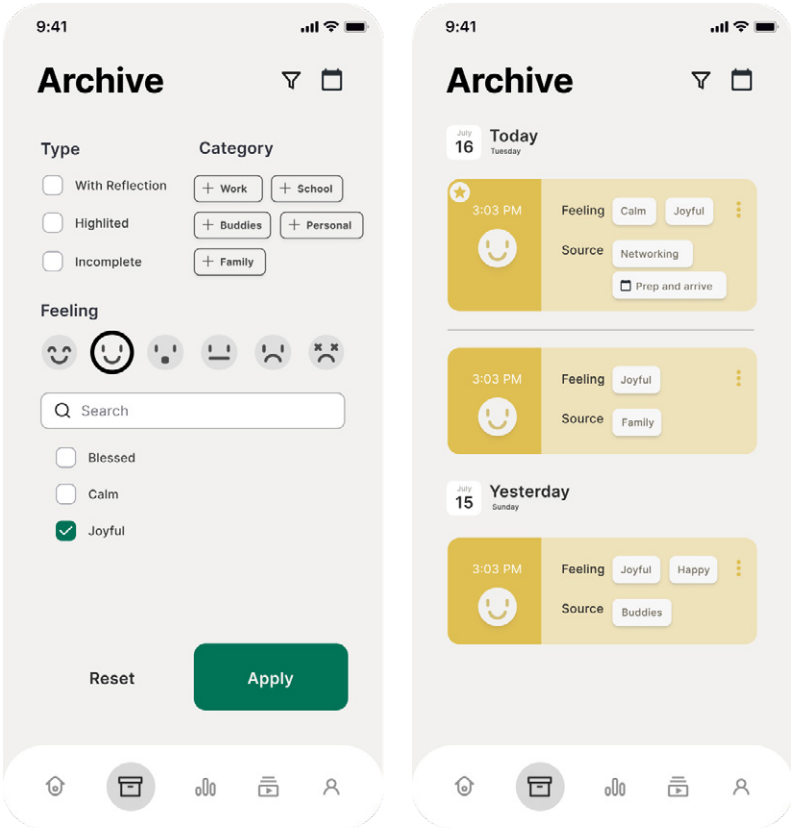 9:41
Archive
Type
Category
With Reflection
+ Work
+ School
Highlited
+ Buddies
+ Personal
Incomplete
+ Family
Feeling
Search
Blessed
Calm
Joyful
Reset
Apply
9:41
Archive
July
16
Today
Tuesday
3:03 PM
Feeling
Calm
Joyful
Source
Networking
Prep and arrive
3:03 PM
Feeling
Joyful
Source
Family
July
15
Yesterday
Sunday
3:03 PM
Feeling
Joyful
Happy
Source
Buddies